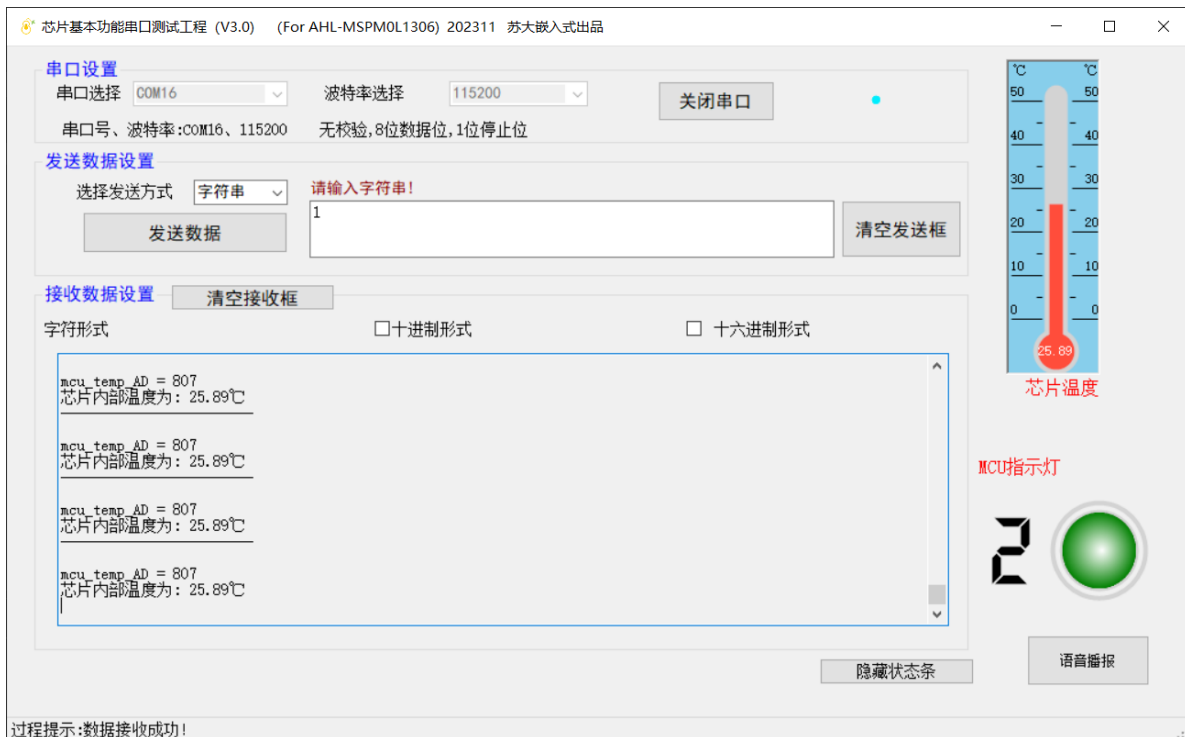 芯片基本功能串口测试工程 (V3.0) (For AHL-MSPM0L1306) 202311 苏大嵌入式出品
串口设置
串口选择 COM16 波特率选择 115200 关闭串口
串口号、波特率:COM16、115200 无校验,8位数据位,1位停止位
发送数据设置
选择发送方式 字符串 请输入字符串!
1
发送数据 清空发送框
接收数据设置 清空接收框
字符形式 十进制形式 十六进制形式
mcu_temp_AD = 807
芯片内部温度为: 25.89℃
mcu_temp_AD = 807
芯片内部温度为: 25.89℃
mcu_temp_AD = 807
芯片内部温度为: 25.89℃
mcu_temp_AD = 807
芯片内部温度为: 25.89℃
℃ ℃
50 50
40 40
30 30
20 20
10 10
0 0
25.89
芯片温度
MCU指示灯
2
语音播报
隐藏状态条
过程提示:数据接收成功!